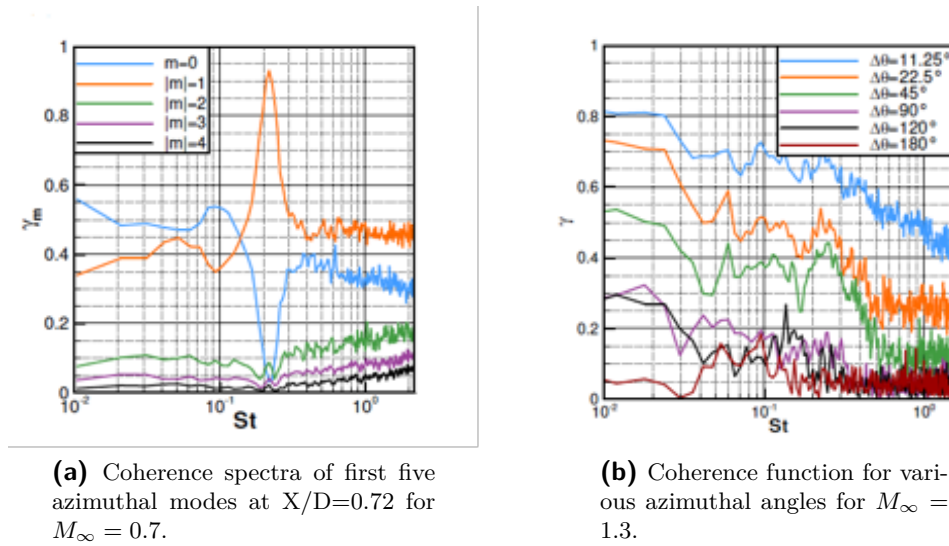 1
m=0
|m|=1
0.8
|m|=2
|m|=3
|m|=4
0.6
γm
0.4
0.2
0
10-2
10-1
100
St
1
Δθ=11.25°
Δθ=22.5°
0.8
Δθ=45°
Δθ=90°
Δθ=120°
Δθ=180°
0.6
γ
0.4
0.2
0
10-2
10-1
100
St
(a) Coherence spectra of first five
azimuthal modes at X/D=0.72 for
M∞ = 0.7.
(b) Coherence function for vari-
ous azimuthal angles for M∞ =
1.3.